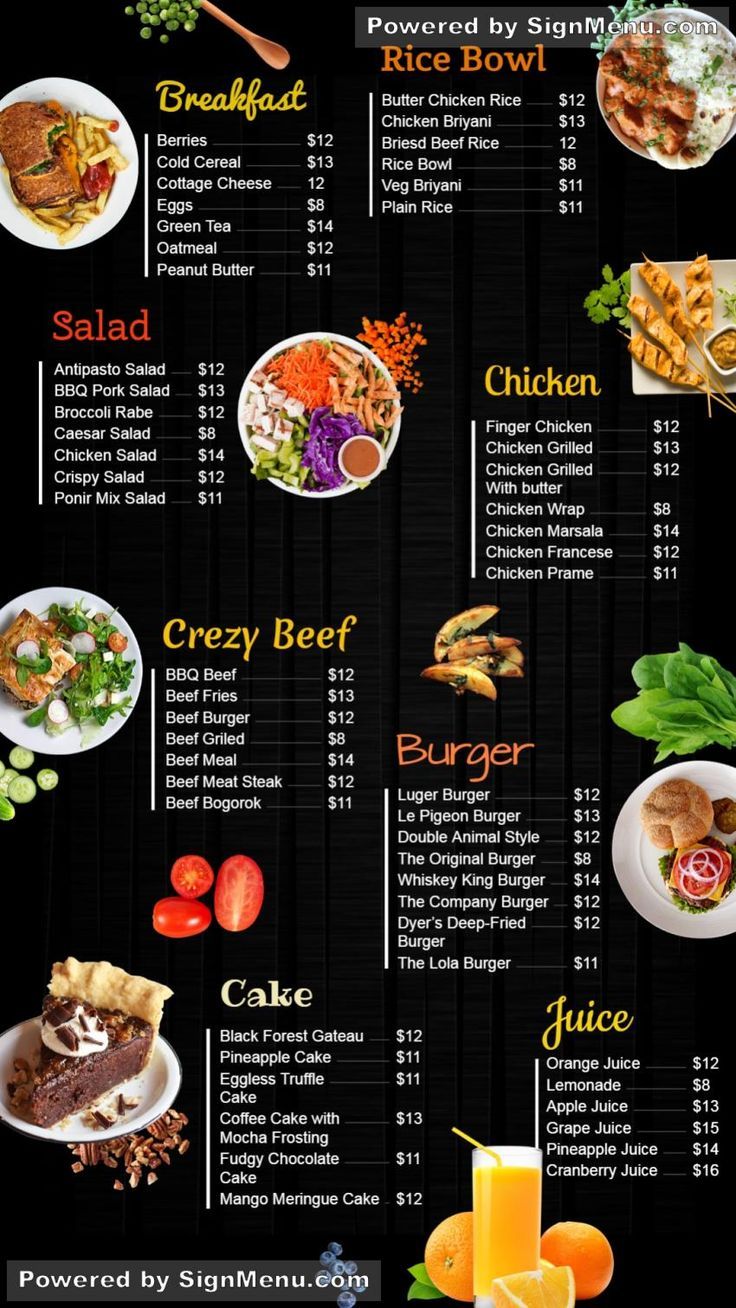 Powered by SignMenu.com
Breakfast
Berries $12
Cold Cereal $13
Cottage Cheese 12
Eggs $8
Green Tea $14
Oatmeal $12
Peanut Butter $11
Rice Bowl
Butter Chicken Rice $12
Chicken Briyani $13
Briesd Beef Rice 12
Rice Bowl $8
Veg Briyani $11
Plain Rice $11
Salad
Antipasto Salad $12
BBQ Pork Salad $13
Broccoli Rabe $12
Caesar Salad $8
Chicken Salad $14
Crispy Salad $12
Ponir Mix Salad $11
Chicken
Finger Chicken $12
Chicken Grilled $13
Chicken Grilled $12
With butter
Chicken Wrap $8
Chicken Marsala $14
Chicken Francese $12
Chicken Prame $11
Crezy Beef
BBQ Beef $12
Beef Fries $13
Beef Burger $12
Beef Griled $8
Beef Meal $14
Beef Meat Steak $12
Beef Bogorok $11
Burger
Luger Burger $12
Le Pigeon Burger $13
Double Animal Style $12
The Original Burger $8
Whiskey King Burger $14
The Company Burger $12
Dyer's Deep-Fried $12
Burger
The Lola Burger $11
Cake
Black Forest Gateau $12
Pineapple Cake $11
Eggless Truffle $11
Cake
Coffee Cake with $13
Mocha Frosting
Fudgy Chocolate $11
Cake
Mango Meringue Cake $12
Juice
Orange Juice $12
Lemonade $8
Apple Juice $13
Grape Juice $15
Pineapple Juice $14
Cranberry Juice $16
Powered by SignMenu.com